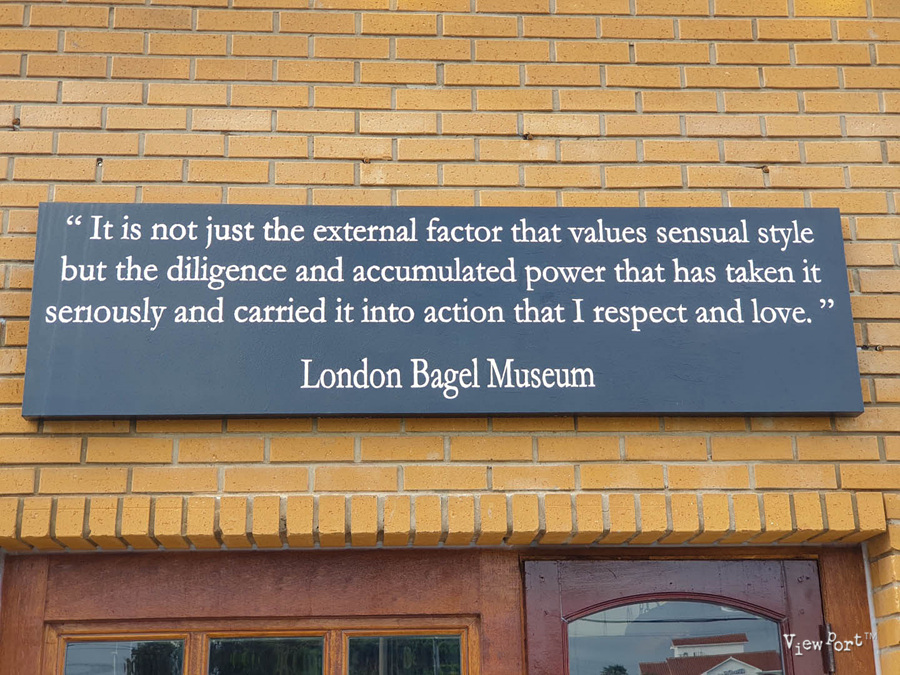 “ It is not just the external factor that values sensual style
but the diligence and accumulated power that has taken it
seriously and carried it into action that I respect and love. ”
London Bagel Museum
ViewPort™